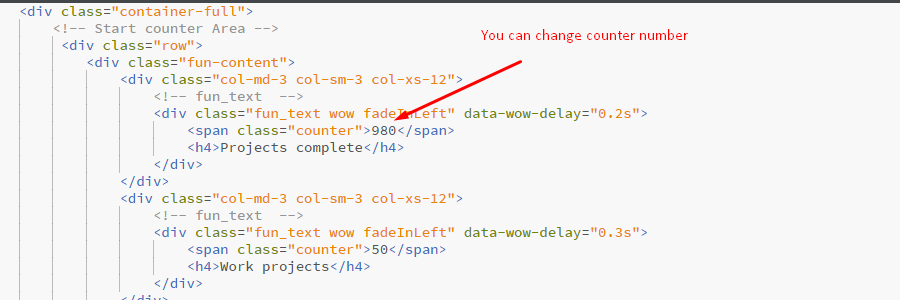 <div class="container-full">
<!-- Start counter Area -->
You can change counter number
<div class="row">
<div class="fun-content">
<div class="col-md-3 col-sm-3 col-xs-12">
<!-- fun_text  -->
<div class="fun_text wow fadeInLeft" data-wow-delay="0.2s">
<span class="counter">980</span>
<h4>Projects complete</h4>
</div>
</div>
<div class="col-md-3 col-sm-3 col-xs-12">
<!-- fun_text  -->
<div class="fun_text wow fadeInLeft" data-wow-delay="0.3s">
<span class="counter">50</span>
<h4>Work projects</h4>
</div>
</div>